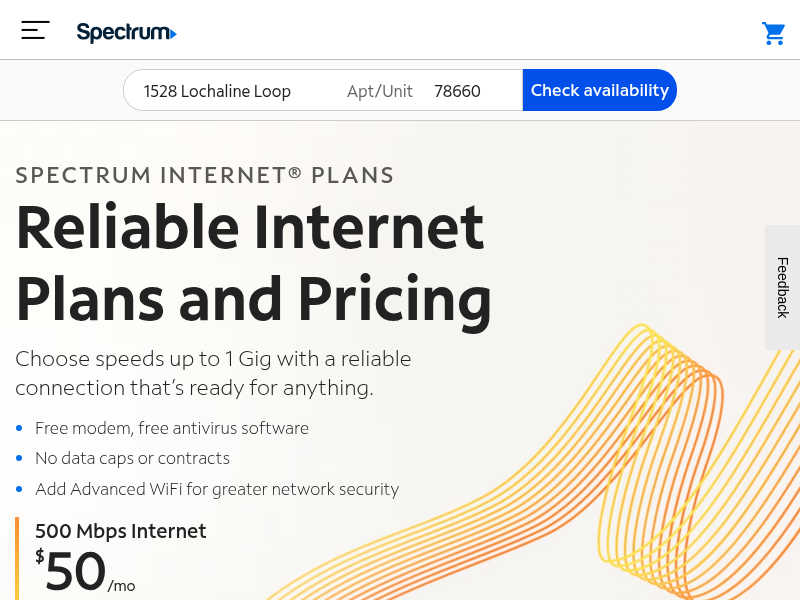 Spectrum
1528 Lochaline Loop Apt/Unit 78660 Check availability
SPECTRUM INTERNET® PLANS
Reliable Internet
Plans and Pricing
Feedback
Choose speeds up to 1 Gig with a reliable
connection that's ready for anything.
Free modem, free antivirus software
No data caps or contracts
Add Advanced WiFi for greater network security
500 Mbps Internet
$50/mo